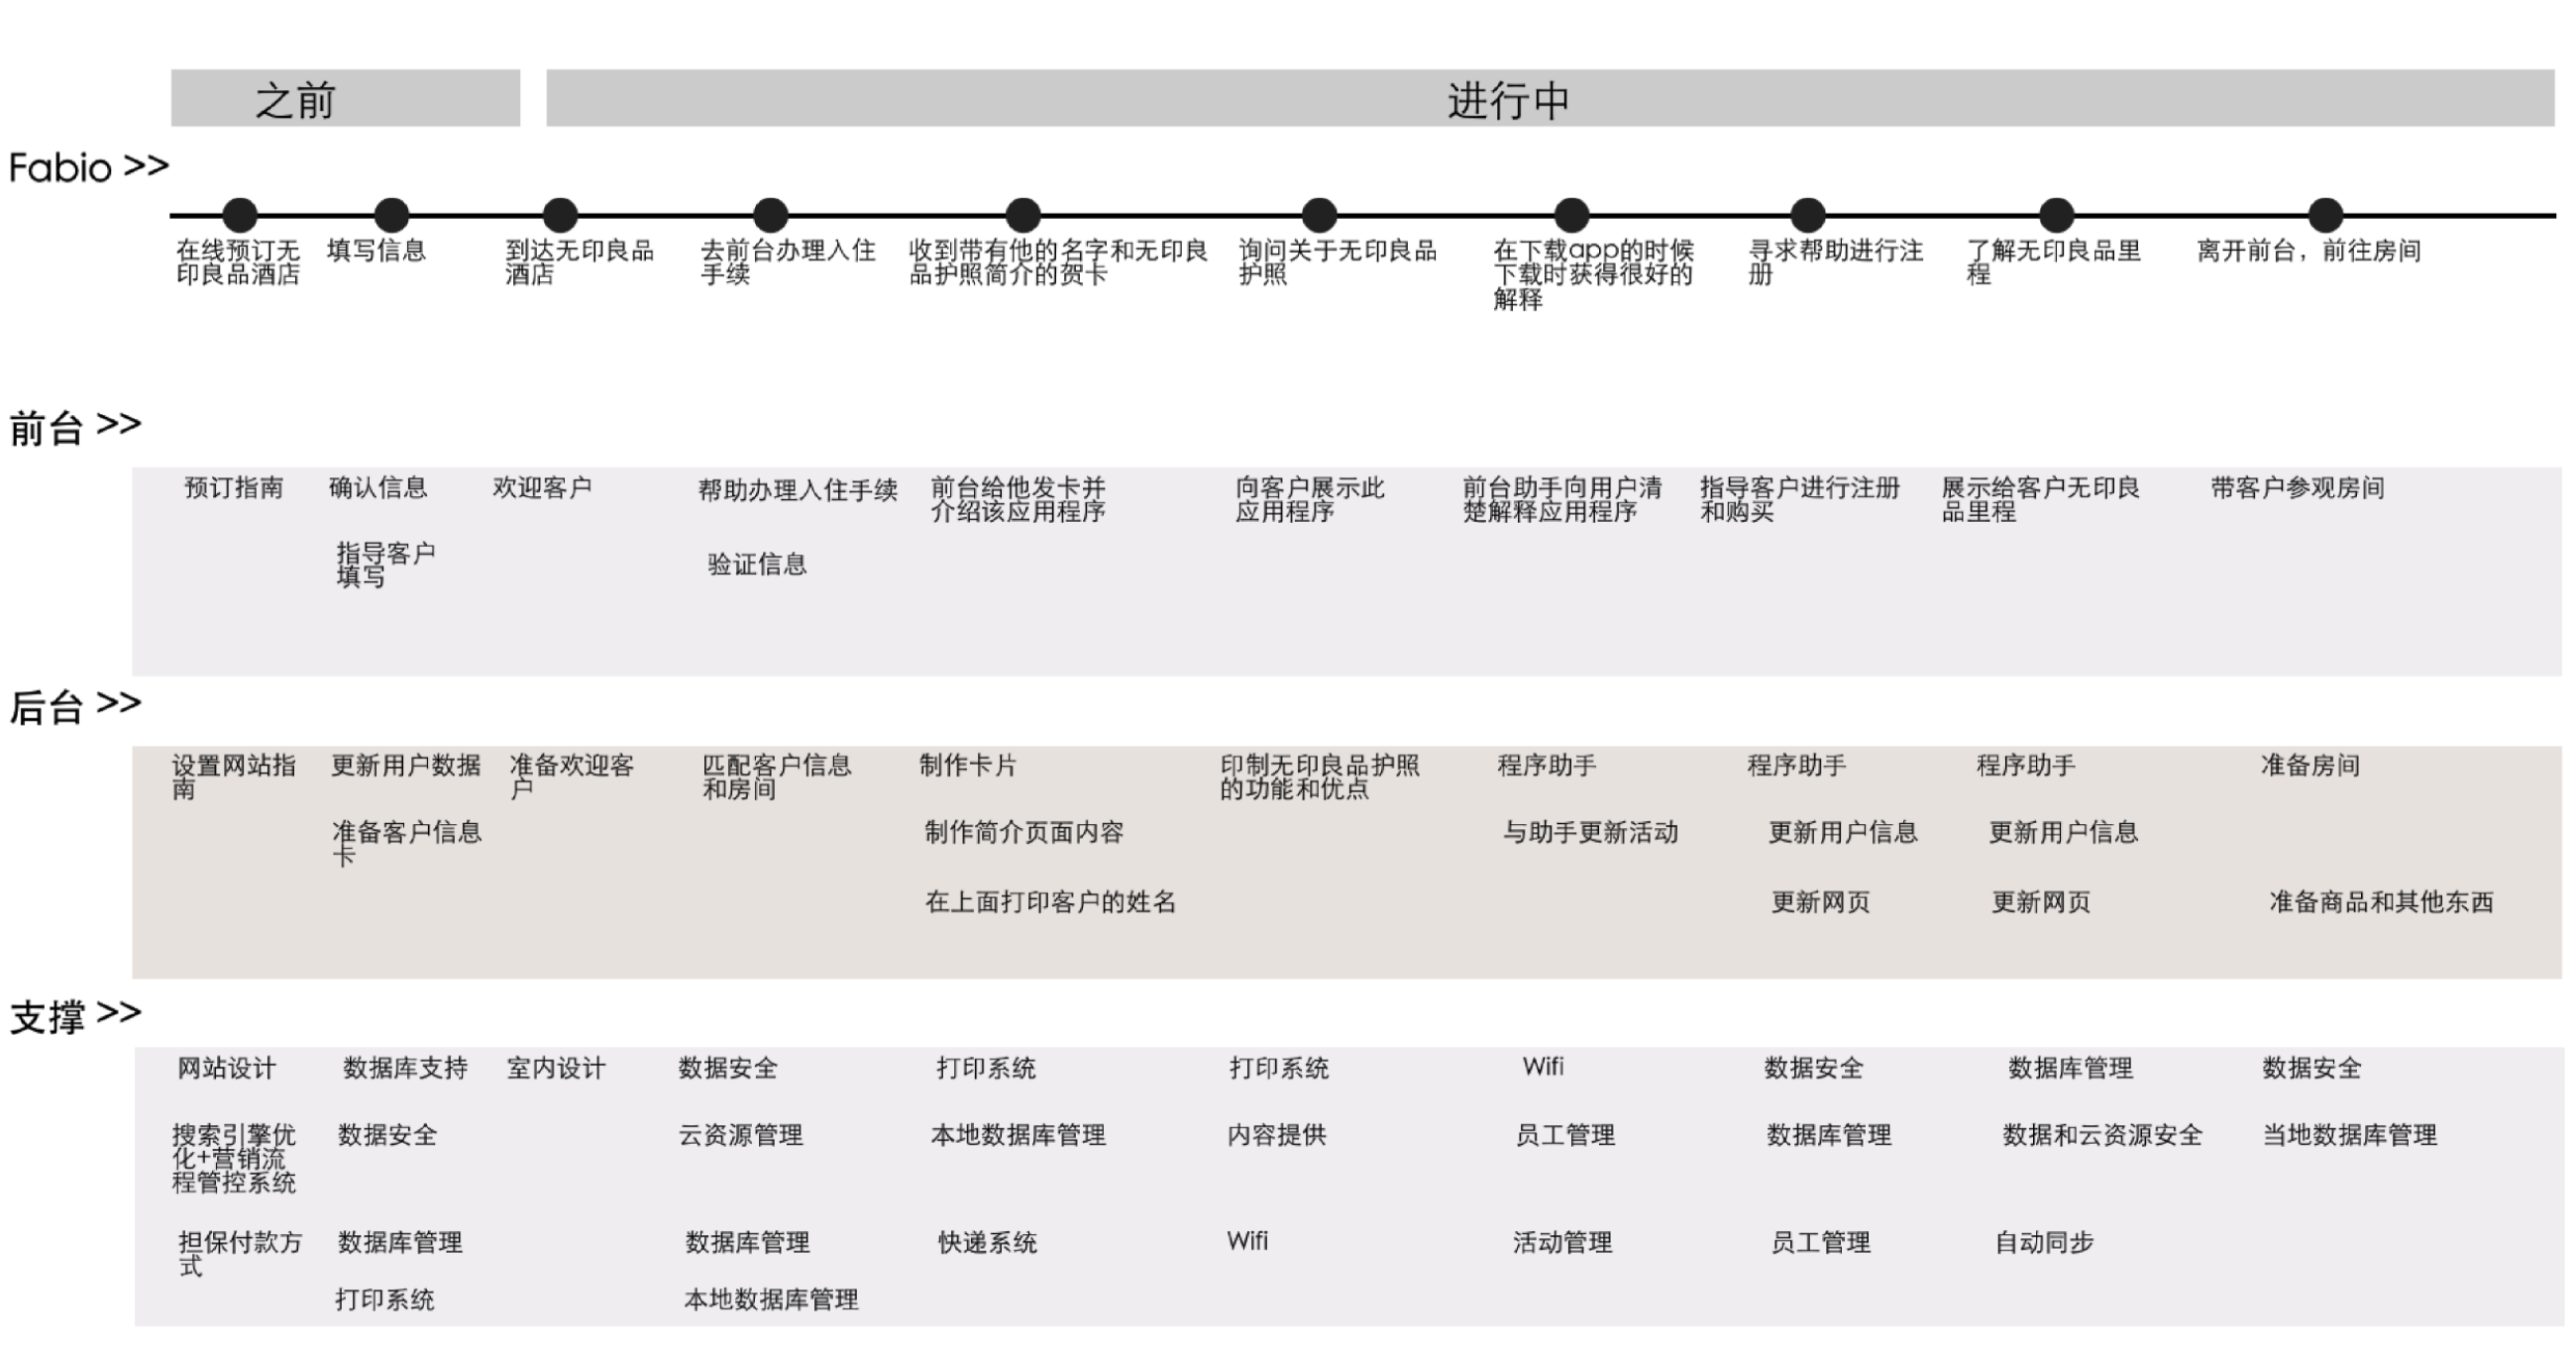 之前
进行中
Fabio >>
在线预订无
印良品酒店
填写信息
到达无印良品
酒店
去前台办理入住
手续
收到带有他的名字和无印良
品护照简介的贺卡
询问关于无印良品
护照
在下载app的时候
下载时获得很好的
解释
寻求帮助进行注
册
了解无印良品里
程
离开前台，前往房间
前台 >>
预订指南
确认信息
指导客户
填写
欢迎客户
帮助办理入住手续
验证信息
前台给他发卡并
介绍该应用程序
向客户展示此
应用程序
前台助手向用户清
楚解释应用程序
指导客户进行注册
和购买
展示给客户无印良
品里程
带客户参观房间
后台 >>
设置网站指
南
更新用户数据
准备客户信息
卡
准备欢迎客
户
匹配客户信息
和房间
制作卡片
制作简介页面内容
在上面打印客户的姓名
印制无印良品护照
的功能和优点
程序助手
与助手更新活动
程序助手
更新用户信息
更新网页
程序助手
更新用户信息
更新网页
准备房间
准备商品和其他东西
支撑 >>
网站设计
搜索引擎优
化+营销流
程管控系统
担保付款方
式
数据库支持
数据安全
数据库管理
打印系统
室内设计
数据安全
云资源管理
数据库管理
本地数据库管理
打印系统
本地数据库管理
快递系统
打印系统
内容提供
Wifi
Wifi
员工管理
活动管理
数据安全
数据库管理
员工管理
数据库管理
数据和云资源安全
自动同步
数据安全
当地数据库管理